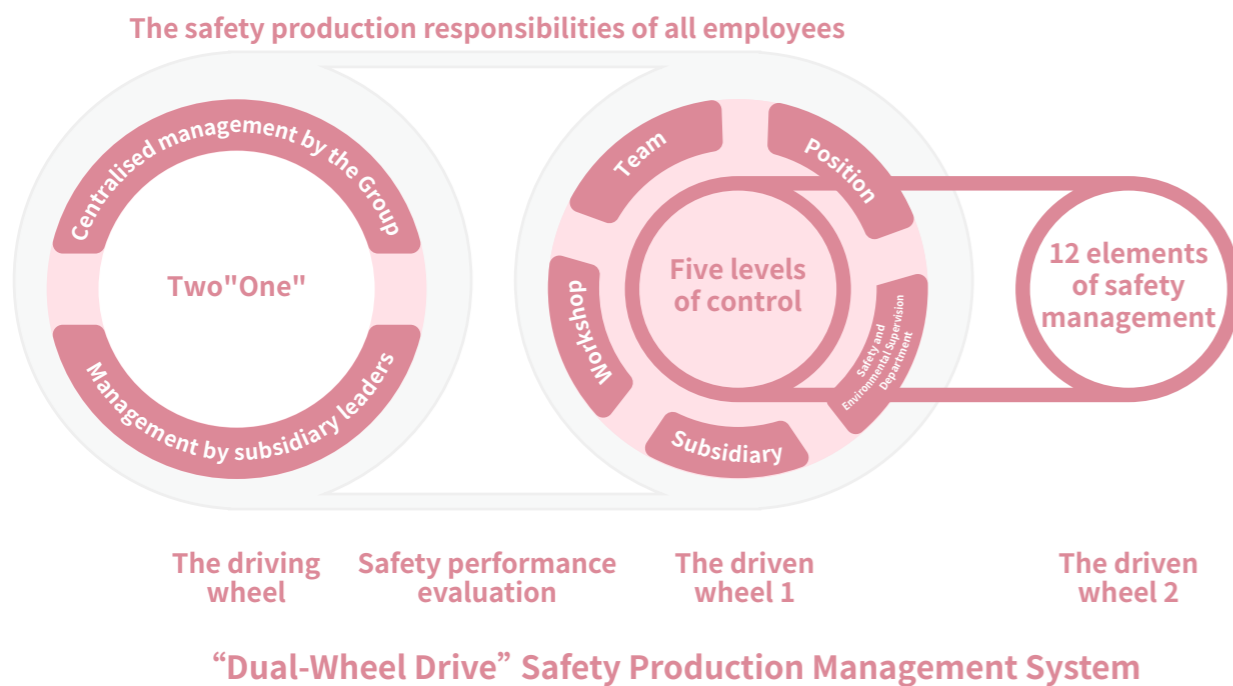 The safety production responsibilities of all employees
Centralised management by the Group
Two"One"
Management by subsidiary leaders
Team
Position
Workshop
Five levels
of control
Safety and
Environmental Supervision
Department
Subsidiary
12 elements
of safety
management
The driving
wheel
Safety performance
evaluation
The driven
wheel 1
The driven
wheel 2
“Dual-Wheel Drive” Safety Production Management System